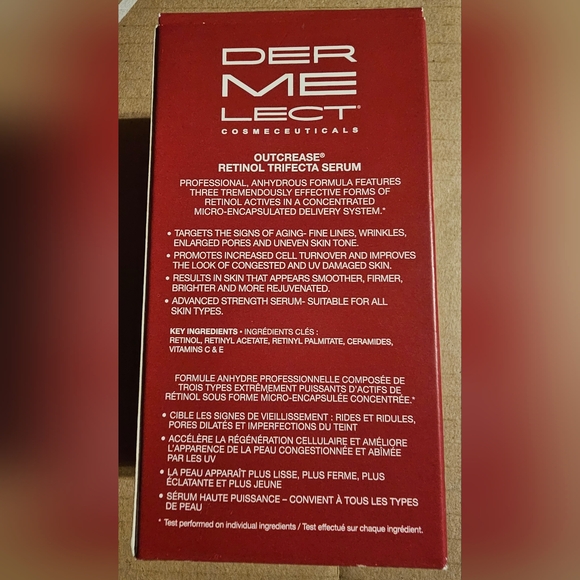 DER
ME
LECT®
COSMECEUTICALS
OUTCREASE®
RETINOL TRIFECTA SERUM
PROFESSIONAL, ANHYDROUS FORMULA FEATURES
THREE TREMENDOUSLY EFFECTIVE FORMS OF
RETINOL ACTIVES IN A CONCENTRATED
MICRO-ENCAPSULATED DELIVERY SYSTEM.*
• TARGETS THE SIGNS OF AGING- FINE LINES, WRINKLES,
ENLARGED PORES AND UNEVEN SKIN TONE.
• PROMOTES INCREASED CELL TURNOVER AND IMPROVES
THE LOOK OF CONGESTED AND UV DAMAGED SKIN.
• RESULTS IN SKIN THAT APPEARS SMOOTHER, FIRMER,
BRIGHTER AND MORE REJUVENATED.
• ADVANCED STRENGTH SERUM- SUITABLE FOR ALL
SKIN TYPES.
KEY INGREDIENTS • INGRÉDIENTS CLÉS :
RETINOL, RETINYL ACETATE, RETINYL PALMITATE, CERAMIDES,
VITAMINS C & E
FORMULE ANHYDRE PROFESSIONNELLE COMPOSÉE DE
TROIS TYPES EXTRÊMEMENT PUISSANTS D'ACTIFS DE
RÉTINOL SOUS FORME MICRO-ENCAPSULÉE CONCENTRÉE.*
• CIBLE LES SIGNES DE VIEILLISSEMENT : RIDES ET RIDULES,
PORES DILATÉS ET IMPERFECTIONS DU TEINT
• ACCÉLÈRE LA RÉGÉNÉRATION CELLULAIRE ET AMÉLIORE
L'APPARENCE DE LA PEAU CONGESTIONNÉE ET ABÎMÉE
PAR LES UV
• LA PEAU APPARAÎT PLUS LISSE, PLUS FERME, PLUS
ÉCLATANTE ET PLUS JEUNE
• SÉRUM HAUTE PUISSANCE – CONVIENT À TOUS LES TYPES
DE PEAU
* Test performed on individual ingredients / Test effectué sur chaque ingrédient.